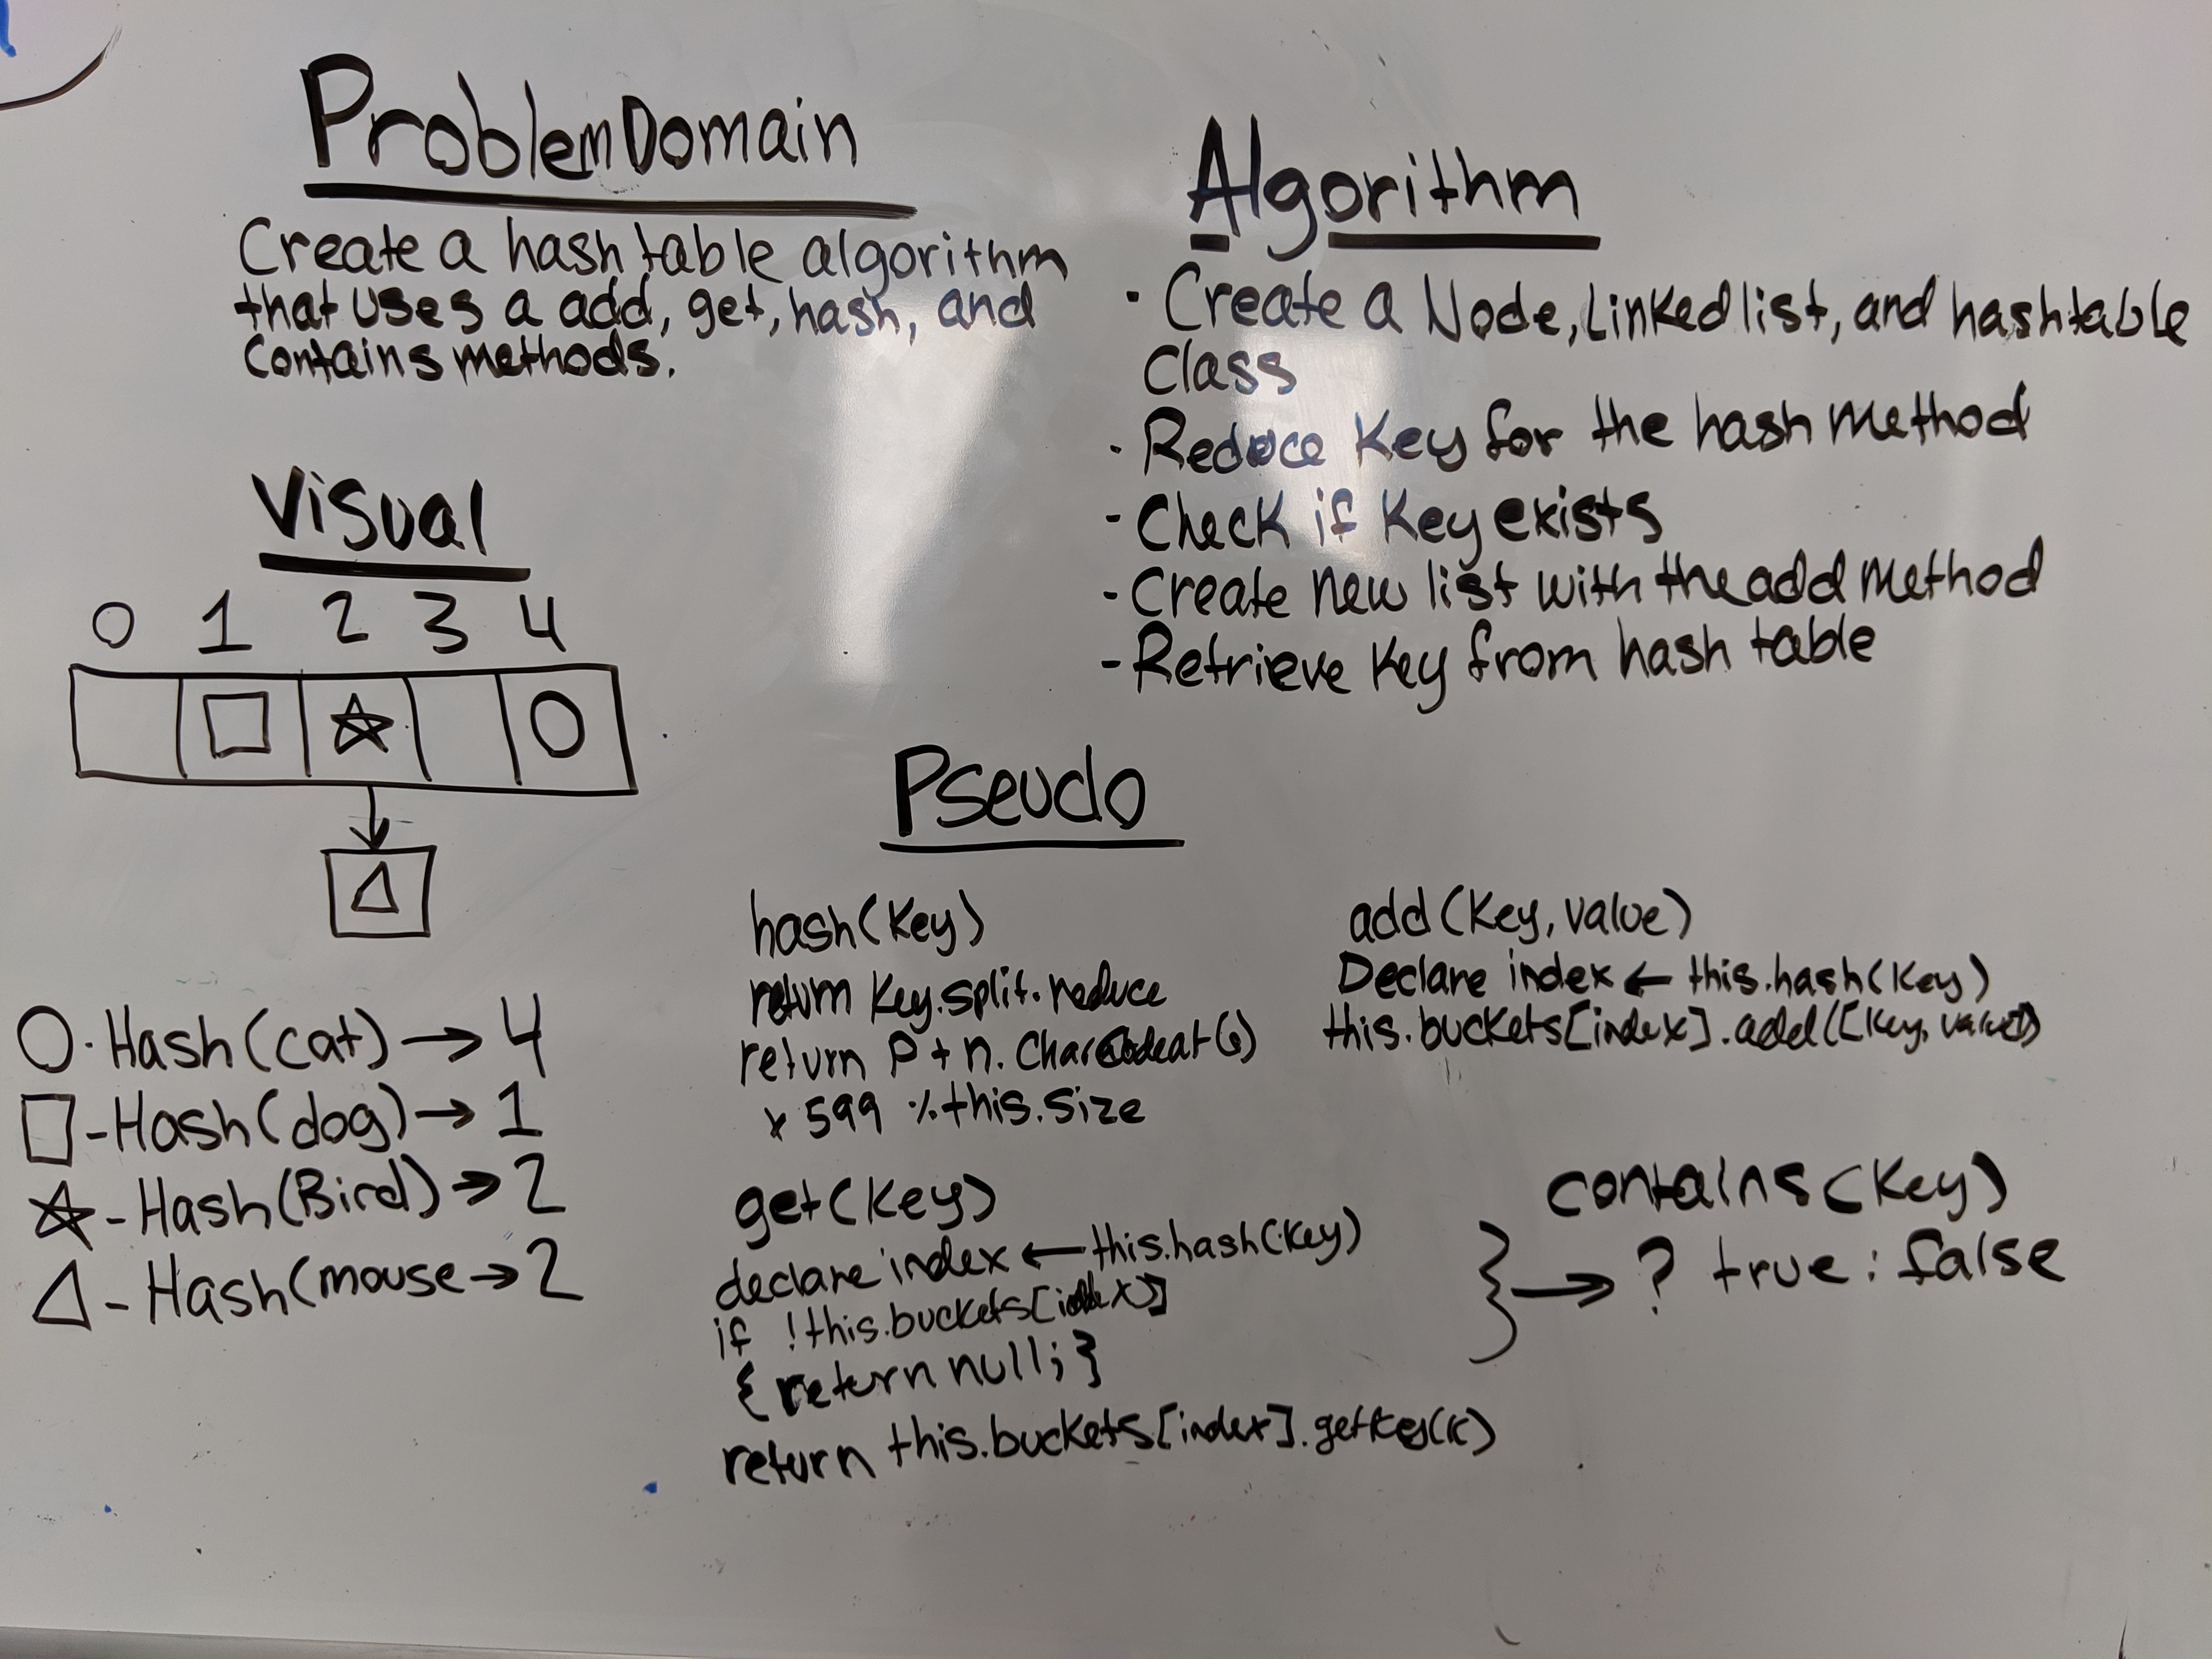 Problem Domain
Create a hash table algorithm
that uses a add, get, hash, and
contains methods.
Visual
0 1 2 3 4
O. Hash(cat) → 4
□ - Hash(dog) → 1
☆ - Hash(Bird) → 2
△ - Hash(mouse → 2
Algorithm
· Create a Node, Linked list, and hashtable
class
· Reduce Key for the hash method
- Check if Key exists
- Create new list with the add method
- Retrieve Key from hash table
Pseudo
hash(Key)
return Key.split.reduce
return P + n. CharCodeat( )
x 599 % this.size
get(Key)
declare index ← this.hash(Key)
if !this.buckets[index]
{ return null; }
return this.buckets[index].getKey(K)
add(Key, value)
Declare index ← this.hash(Key)
this.buckets[index].add([Key, value])
contains(Key)
} → ? true : false